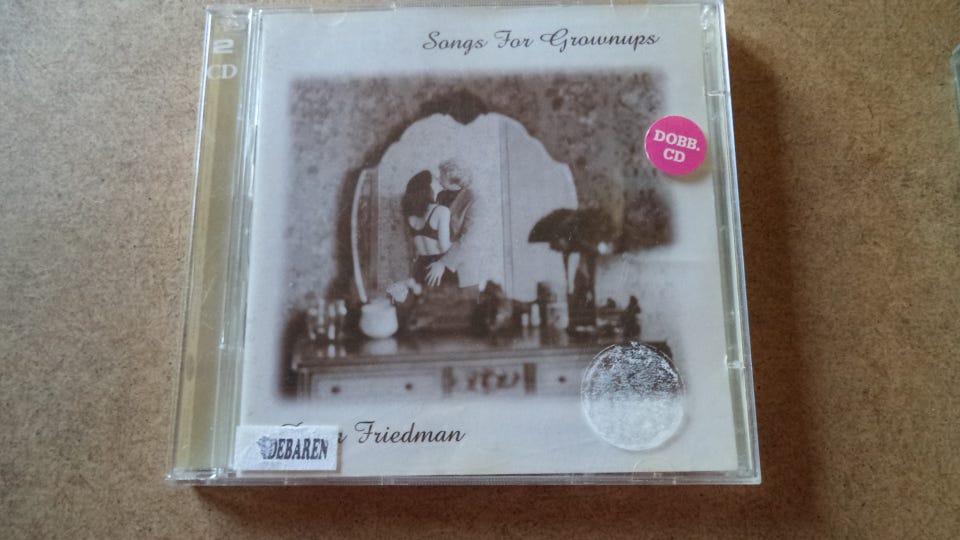 2
CD
Songs For Grownups
DOBB.
CD
Friedman
DEBAREN